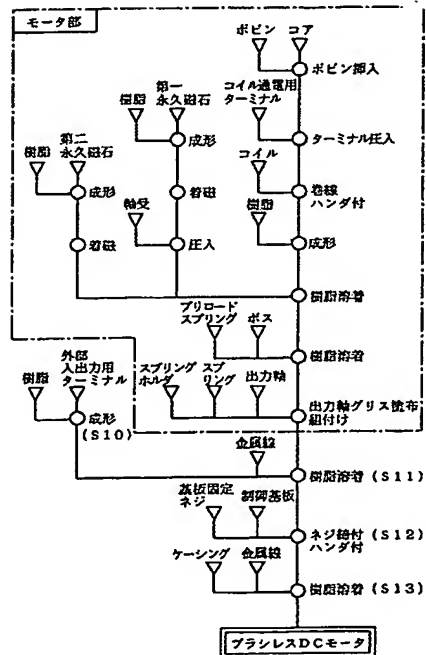 モータ部
ボビン コア
ボビン挿入
コイル通電用
ターミナル
ターミナル圧入
第一
永久磁石
樹脂
成形
第二
永久磁石
樹脂
成形
コイル
巻線
ハンダ付
着磁
軸受
樹脂
着磁
圧入
成形
樹脂溶着
プリロード
スプリング
ボス
樹脂溶着
外部
入出力用
ターミナル
樹脂
スプリング
ホルダ
スプ
リング
出力軸
成形
(S10)
出力軸グリス塗布
組付け
金属線
樹脂溶着(S11)
基板固定
ネジ
制御基板
ネジ締付(S12)
ハンダ付
ケーシング
金属線
樹脂溶着(S13)
ブラシレスDCモータ